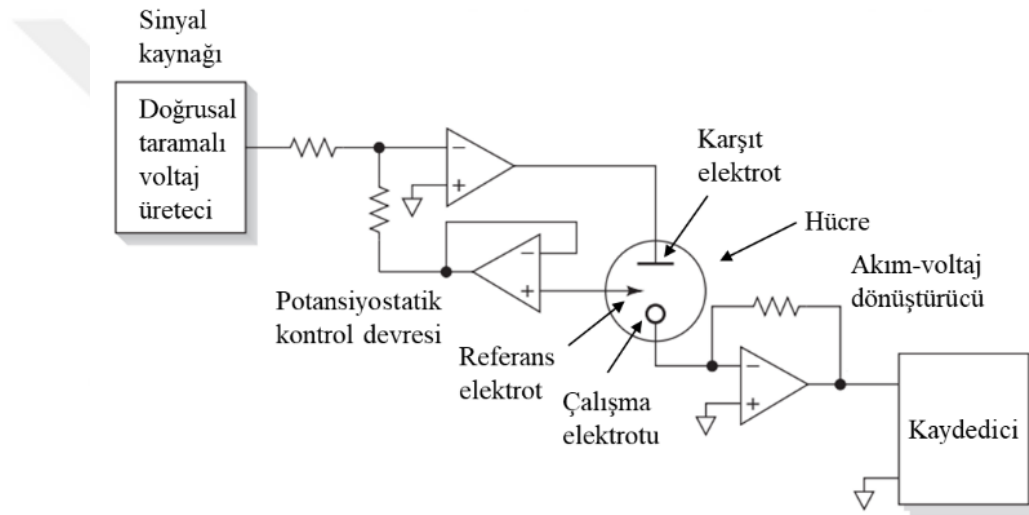 Sinyal
kaynağı
Doğrusal
taramalı
voltaj
üreteci
Karşıt
elektrot
Hücre
Akım-voltaj
dönüştürücü
Potansiyostatik
kontrol devresi
Referans
elektrot
Çalışma
elektrotu
Kaydedici